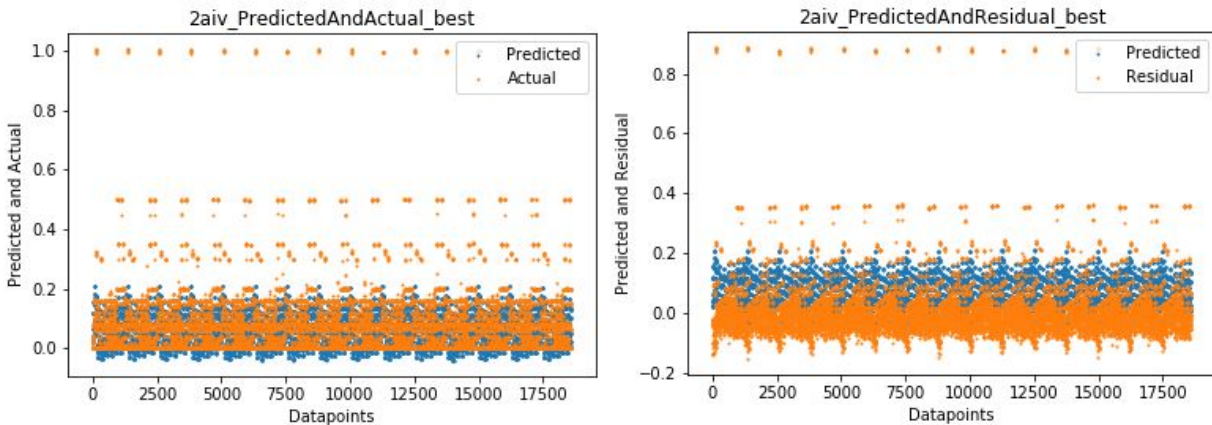 2aiv_PredictedAndActual_best
1.0
0.8
0.6
0.4
0.2
0.0
Predicted and Actual
Predicted
Actual
0 2500 5000 7500 10000 12500 15000 17500
Datapoints
2aiv_PredictedAndResidual_best
0.8
0.6
0.4
0.2
0.0
−0.2
Predicted and Residual
Predicted
Residual
0 2500 5000 7500 10000 12500 15000 17500
Datapoints